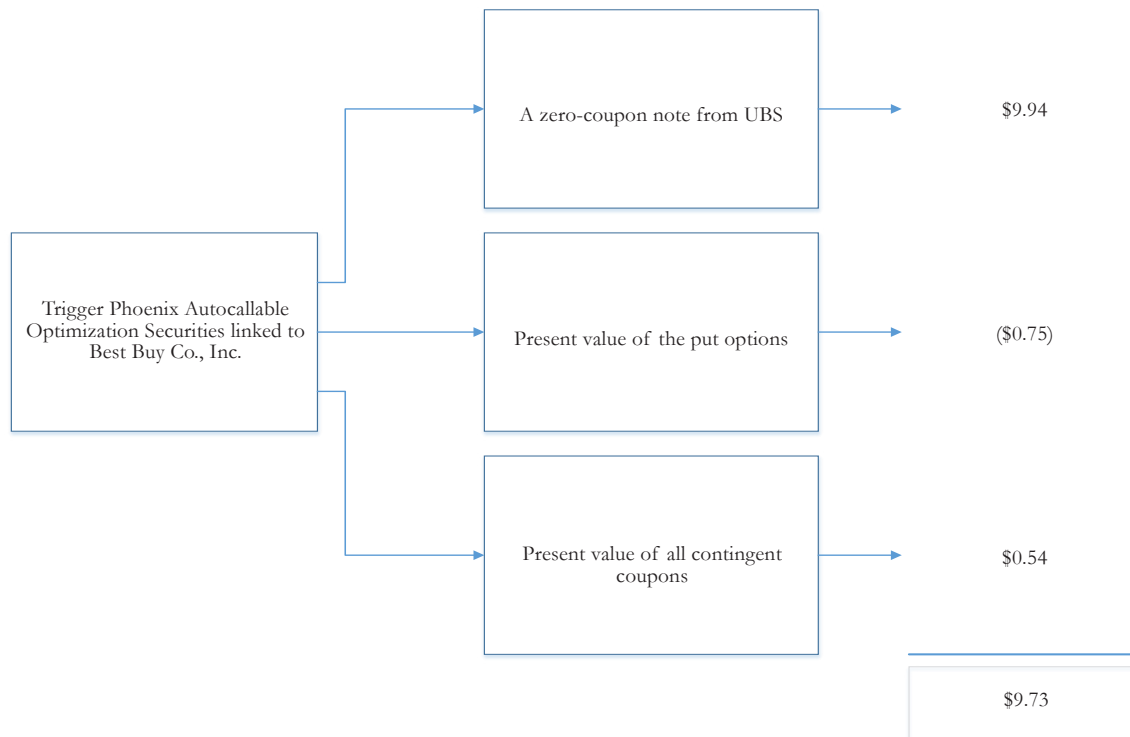 A zero-coupon note from UBS
$9.94
Trigger Phoenix Autocallable
Optimization Securities linked to
Best Buy Co., Inc.
Present value of the put options
($0.75)
Present value of all contingent
coupons
$0.54
$9.73